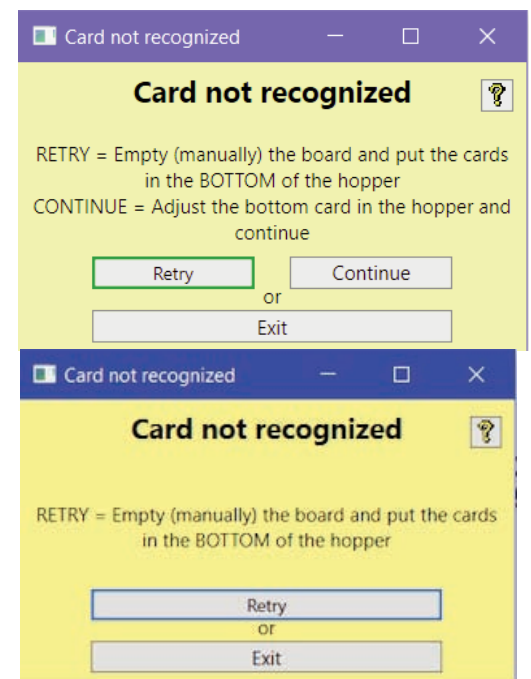 Card not recognized
Card not recognized
?
RETRY = Empty (manually) the board and put the cards
in the BOTTOM of the hopper
CONTINUE = Adjust the bottom card in the hopper and
continue
Retry
Continue
or
Exit
Card not recognized
Card not recognized
?
RETRY = Empty (manually) the board and put the cards
in the BOTTOM of the hopper
Retry
or
Exit